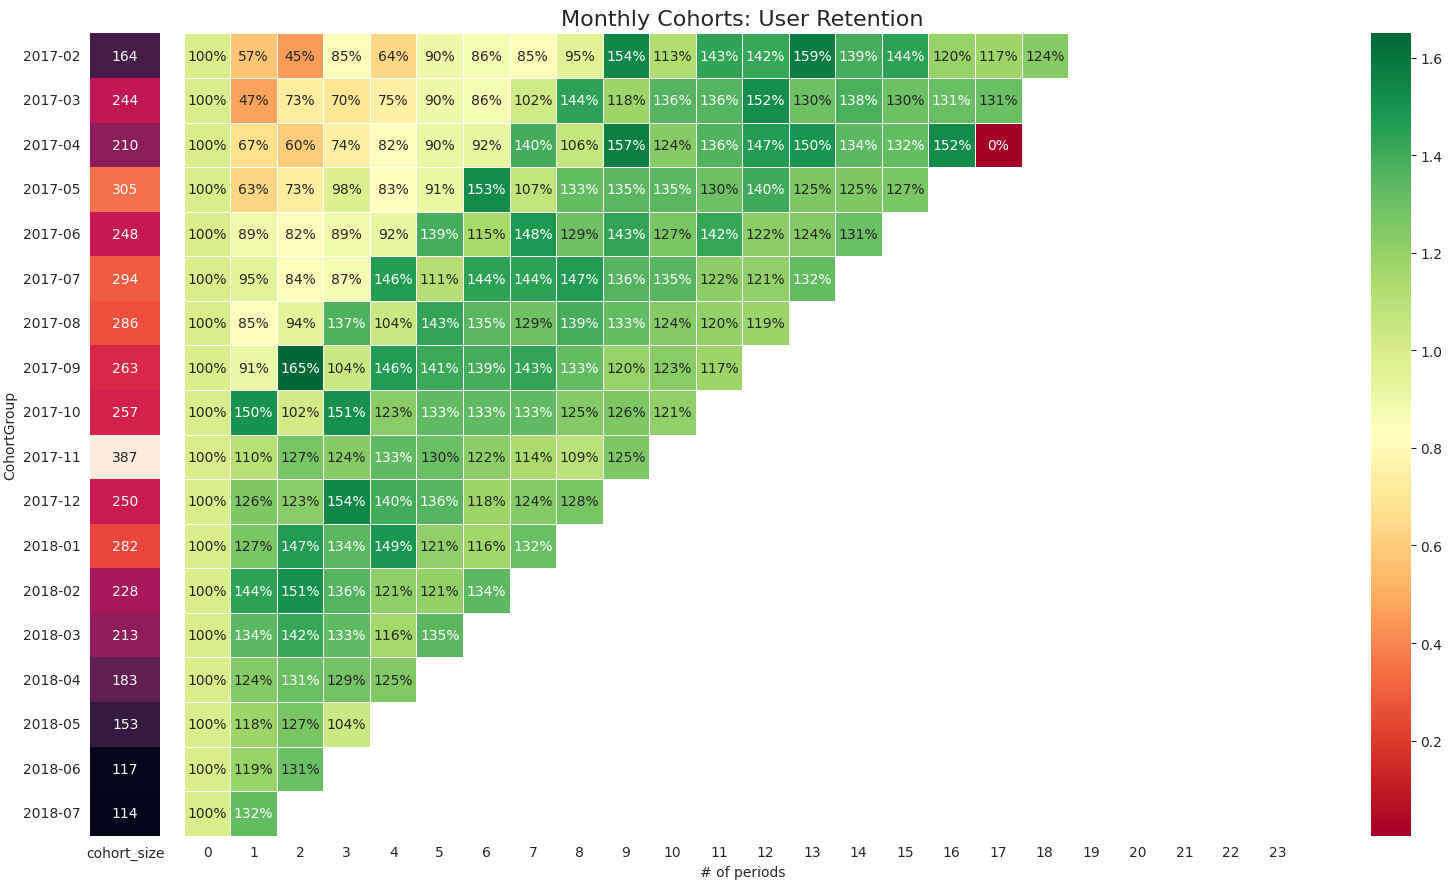 Monthly Cohorts: User Retention
2017-02 164 100% 57% 45% 85% 64% 90% 86% 85% 95% 154% 113% 143% 142% 159% 139% 144% 120% 117% 124%
2017-03 244 100% 47% 73% 70% 75% 90% 86% 102% 144% 118% 136% 136% 152% 130% 138% 130% 131% 131%
2017-04 210 100% 67% 60% 74% 82% 90% 92% 140% 106% 157% 124% 136% 147% 150% 134% 132% 152% 0%
2017-05 305 100% 63% 73% 98% 83% 91% 153% 107% 133% 135% 135% 130% 140% 125% 125% 127%
2017-06 248 100% 89% 82% 89% 92% 139% 115% 148% 129% 143% 127% 142% 122% 124% 131%
2017-07 294 100% 95% 84% 87% 146% 111% 144% 144% 147% 136% 135% 122% 121% 132%
2017-08 286 100% 85% 94% 137% 104% 143% 135% 129% 139% 133% 124% 120% 119%
2017-09 263 100% 91% 165% 104% 146% 141% 139% 143% 133% 120% 123% 117%
2017-10 257 100% 150% 102% 151% 123% 133% 133% 133% 125% 126% 121%
2017-11 387 100% 110% 127% 124% 133% 130% 122% 114% 109% 125%
2017-12 250 100% 126% 123% 154% 140% 136% 118% 124% 128%
2018-01 282 100% 127% 147% 134% 149% 121% 116% 132%
2018-02 228 100% 144% 151% 136% 121% 121% 134%
2018-03 213 100% 134% 142% 133% 116% 135%
2018-04 183 100% 124% 131% 129% 125%
2018-05 153 100% 118% 127% 104%
2018-06 117 100% 119% 131%
2018-07 114 100% 132%
CohortGroup
cohort_size 0 1 2 3 4 5 6 7 8 9 10 11 12 13 14 15 16 17 18 19 20 21 22 23
# of periods
1.6
1.4
1.2
1.0
0.8
0.6
0.4
0.2